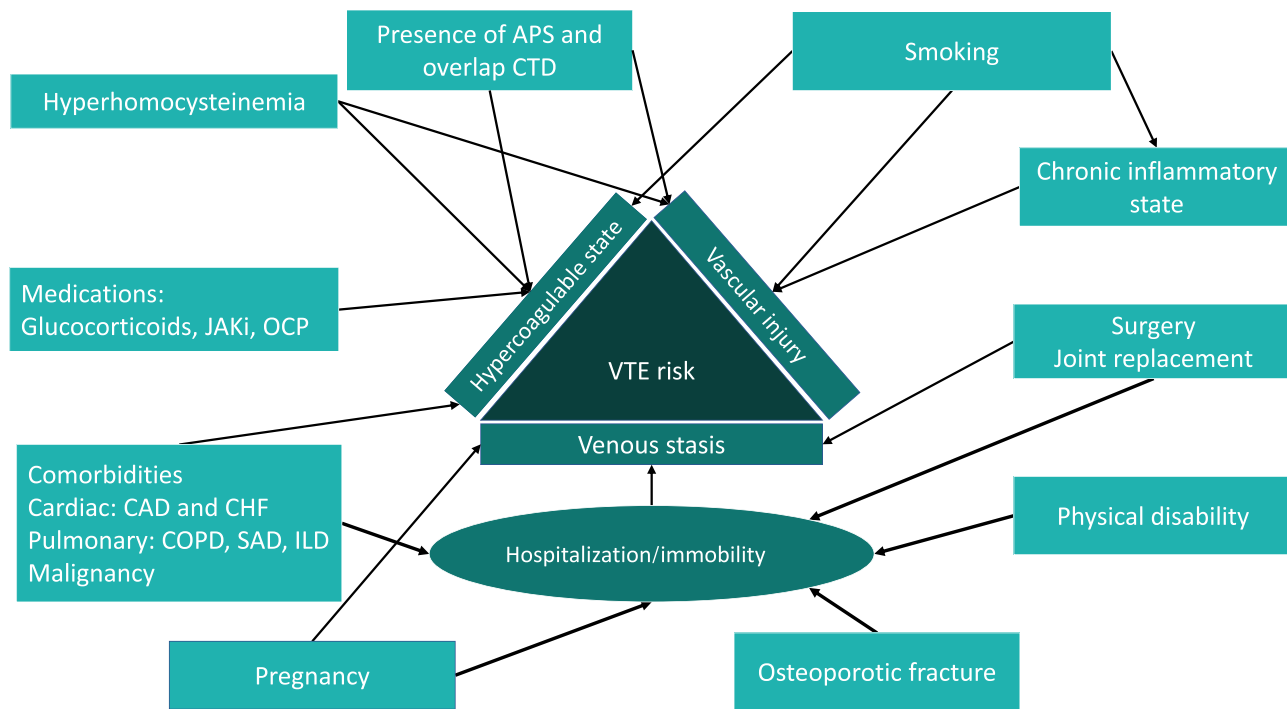 Presence of APS and
overlap CTD
Smoking
Hyperhomocysteinemia
Chronic inflammatory
state
Hypercoagulable state
Vascular injury
Medications:
Glucocorticoids, JAKi, OCP
Surgery
Joint replacement
VTE risk
Venous stasis
Comorbidities
Cardiac: CAD and CHF
Pulmonary: COPD, SAD, ILD
Malignancy
Physical disability
Hospitalization/immobility
Pregnancy
Osteoporotic fracture